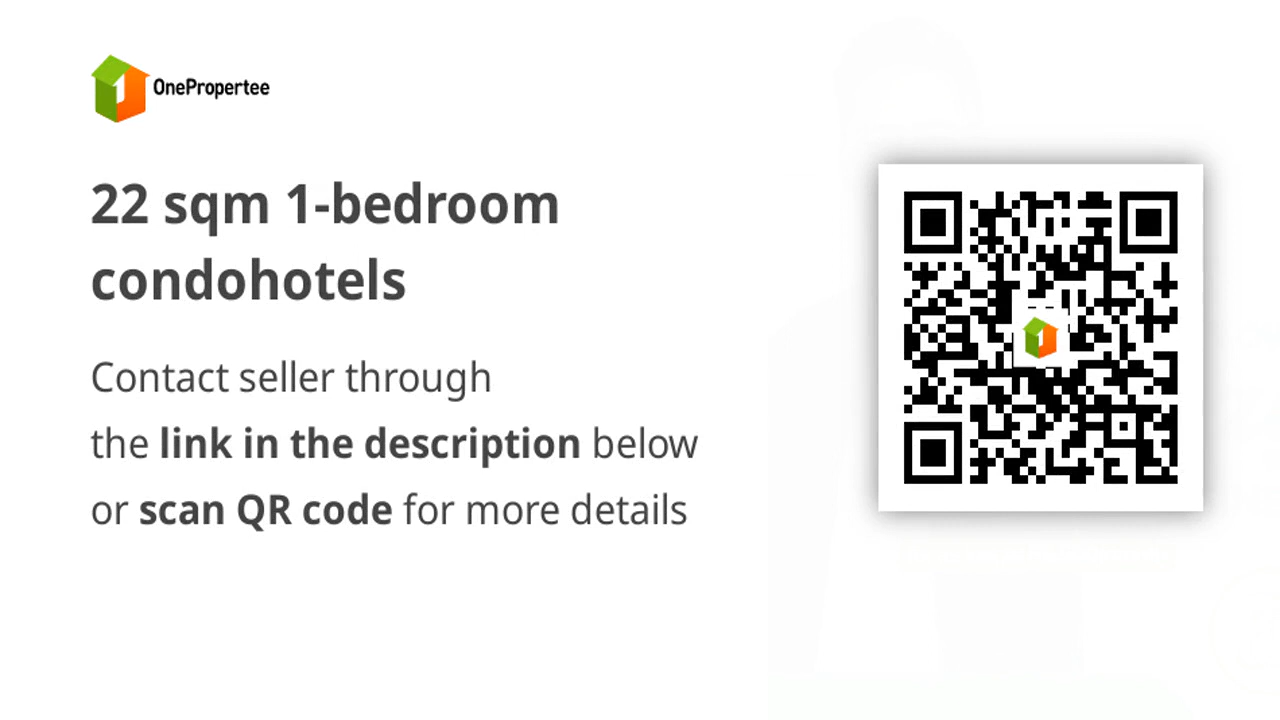 OnePropertee
22 sqm 1-bedroom
condohotels
Contact seller through
the link in the description below
or scan QR code for more details